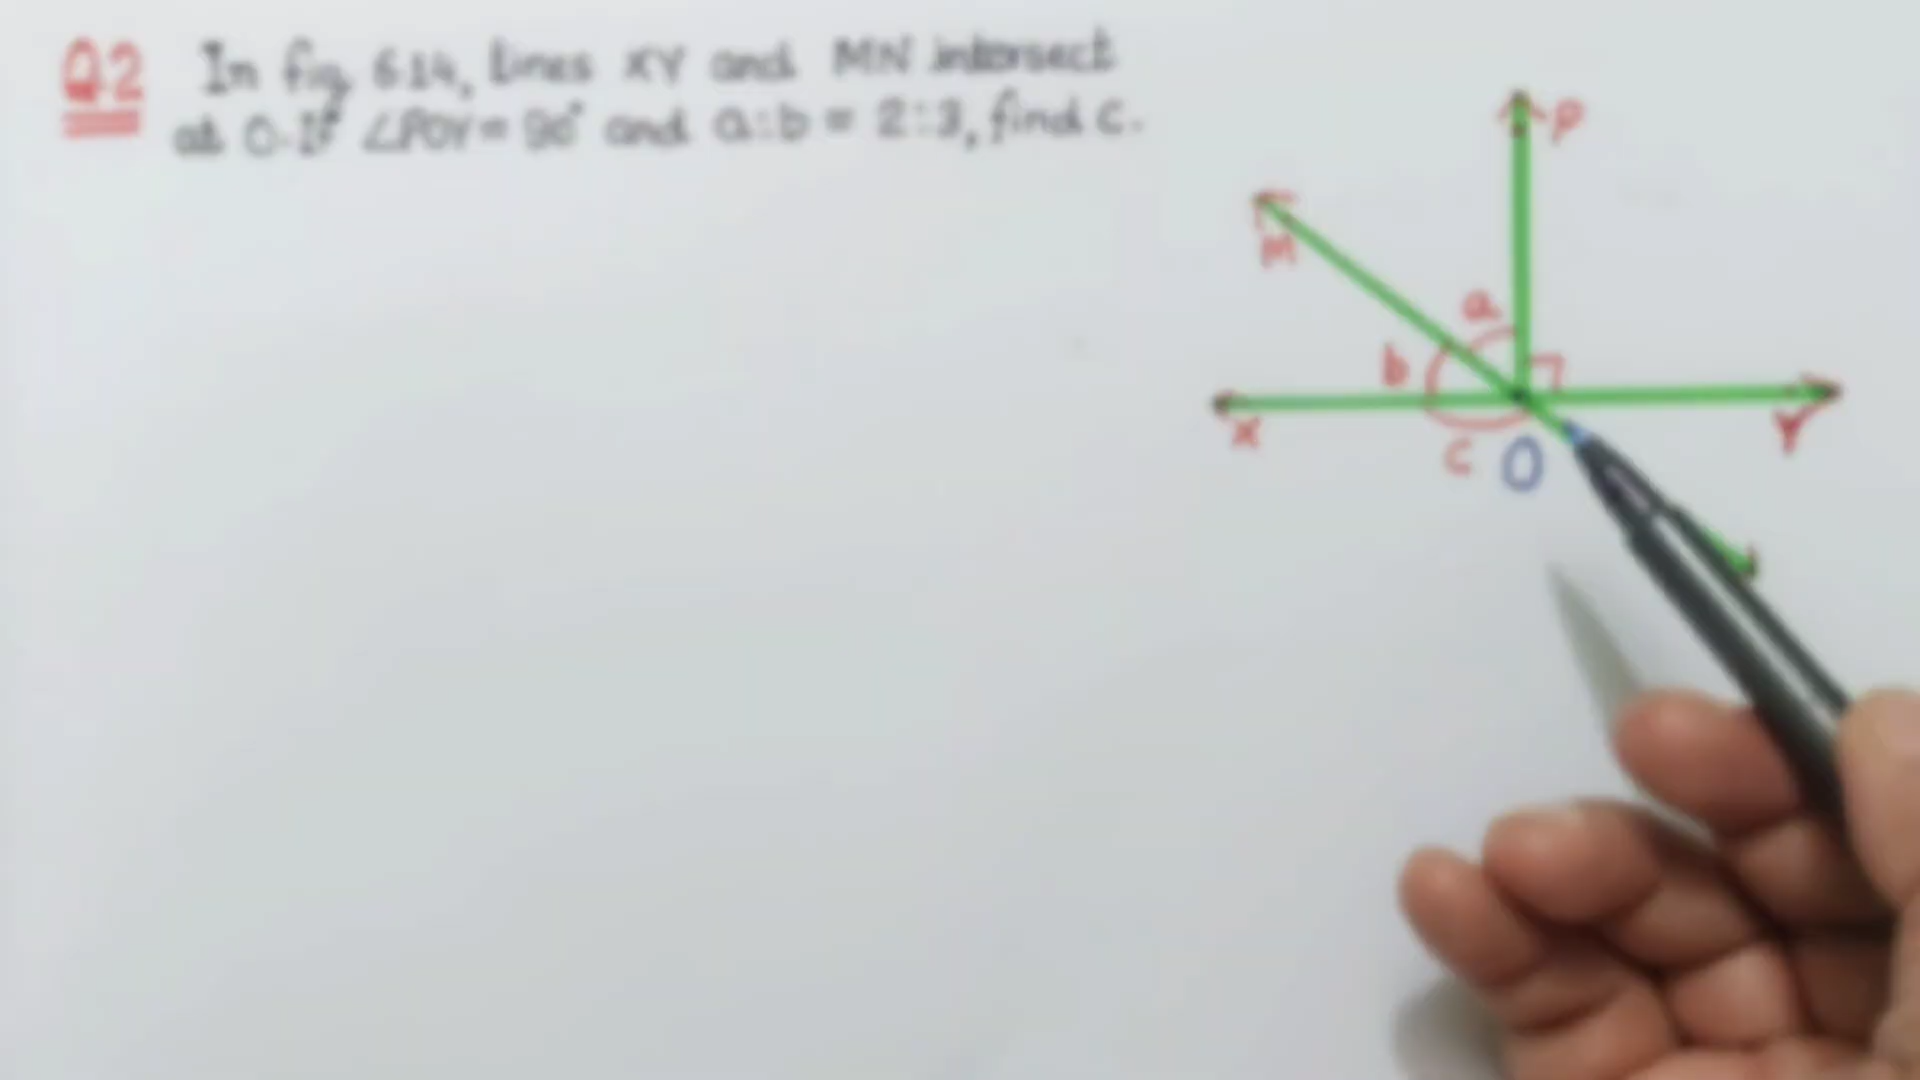 Q2 In fig 6.14, Lines XY and MN intersect
at O. If ∠POY = 90° and a:b = 2:3, find c.
P
M
a
b
X
Y
c
O